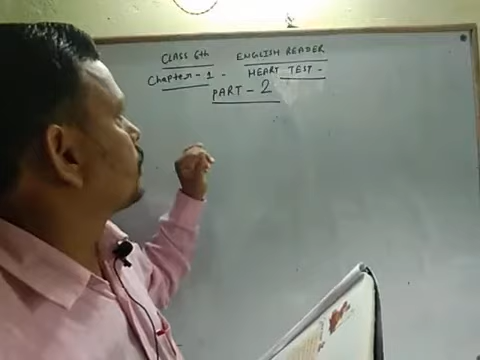 CLASS 6th ENGLISH READER
Chapter - 1 - HEART TEST -
PART - 2